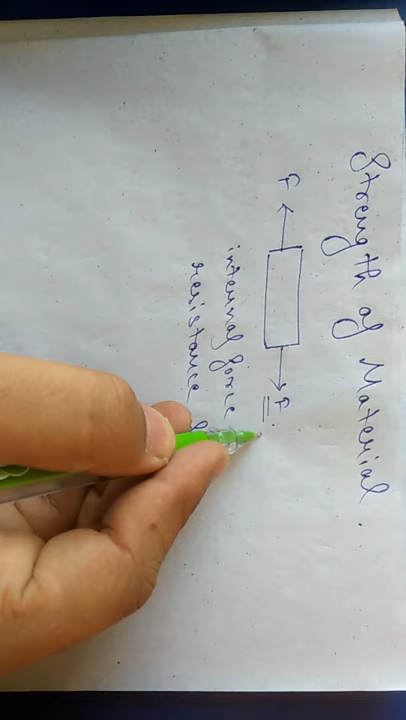 Strength of Material
F F
internal force
resistance